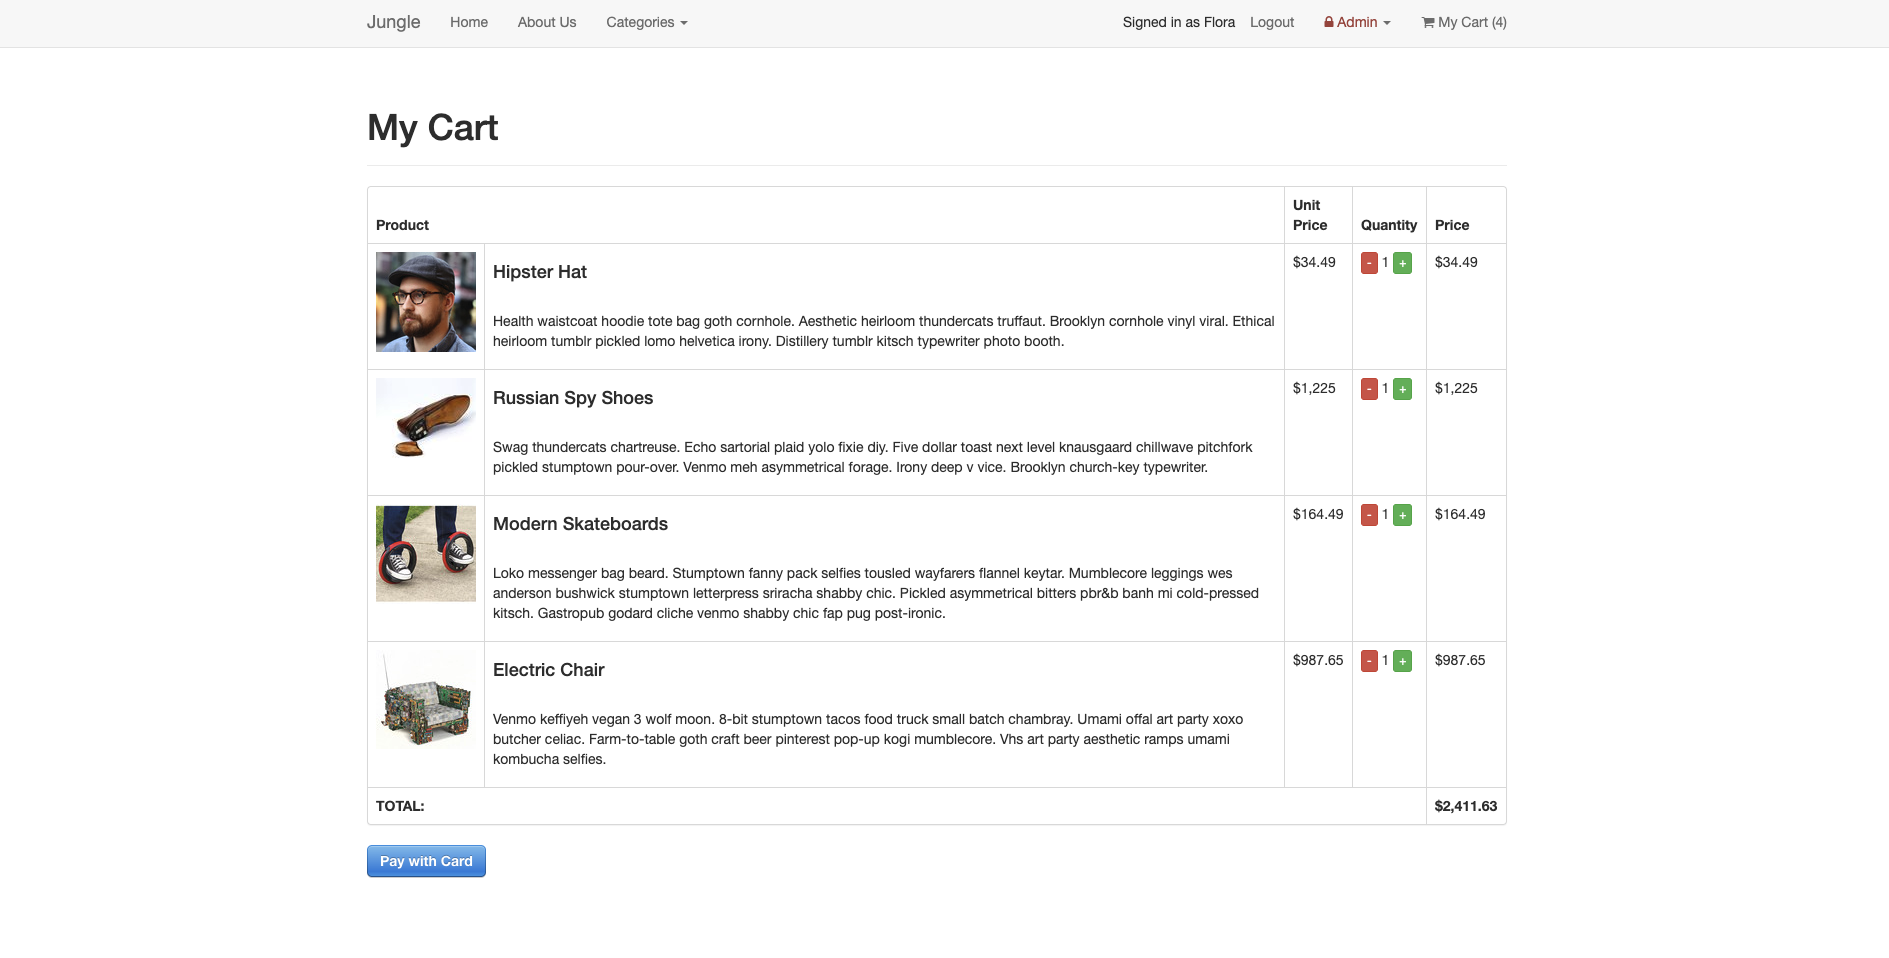 Jungle Home About Us Categories Signed in as Flora Logout Admin My Cart (4)
My Cart
Product Unit Price Quantity Price
Hipster Hat $34.49 - 1 + $34.49
Health waistcoat hoodie tote bag goth cornhole. Aesthetic heirloom thundercats truffaut. Brooklyn cornhole vinyl viral. Ethical
heirloom tumblr pickled lomo helvetica irony. Distillery tumblr kitsch typewriter photo booth.
Russian Spy Shoes $1,225 - 1 + $1,225
Swag thundercats chartreuse. Echo sartorial plaid yolo fixie diy. Five dollar toast next level knausgaard chillwave pitchfork
pickled stumptown pour-over. Venmo meh asymmetrical forage. Irony deep v vice. Brooklyn church-key typewriter.
Modern Skateboards $164.49 - 1 + $164.49
Loko messenger bag beard. Stumptown fanny pack selfies tousled wayfarers flannel keytar. Mumblecore leggings wes
anderson bushwick stumptown letterpress sriracha shabby chic. Pickled asymmetrical bitters pbr&b banh mi cold-pressed
kitsch. Gastropub godard cliche venmo shabby chic fap pug post-ironic.
Electric Chair $987.65 - 1 + $987.65
Venmo keffiyeh vegan 3 wolf moon. 8-bit stumptown tacos food truck small batch chambray. Umami offal art party xoxo
butcher celiac. Farm-to-table goth craft beer pinterest pop-up kogi mumblecore. Vhs art party aesthetic ramps umami
kombucha selfies.
TOTAL: $2,411.63
Pay with Card